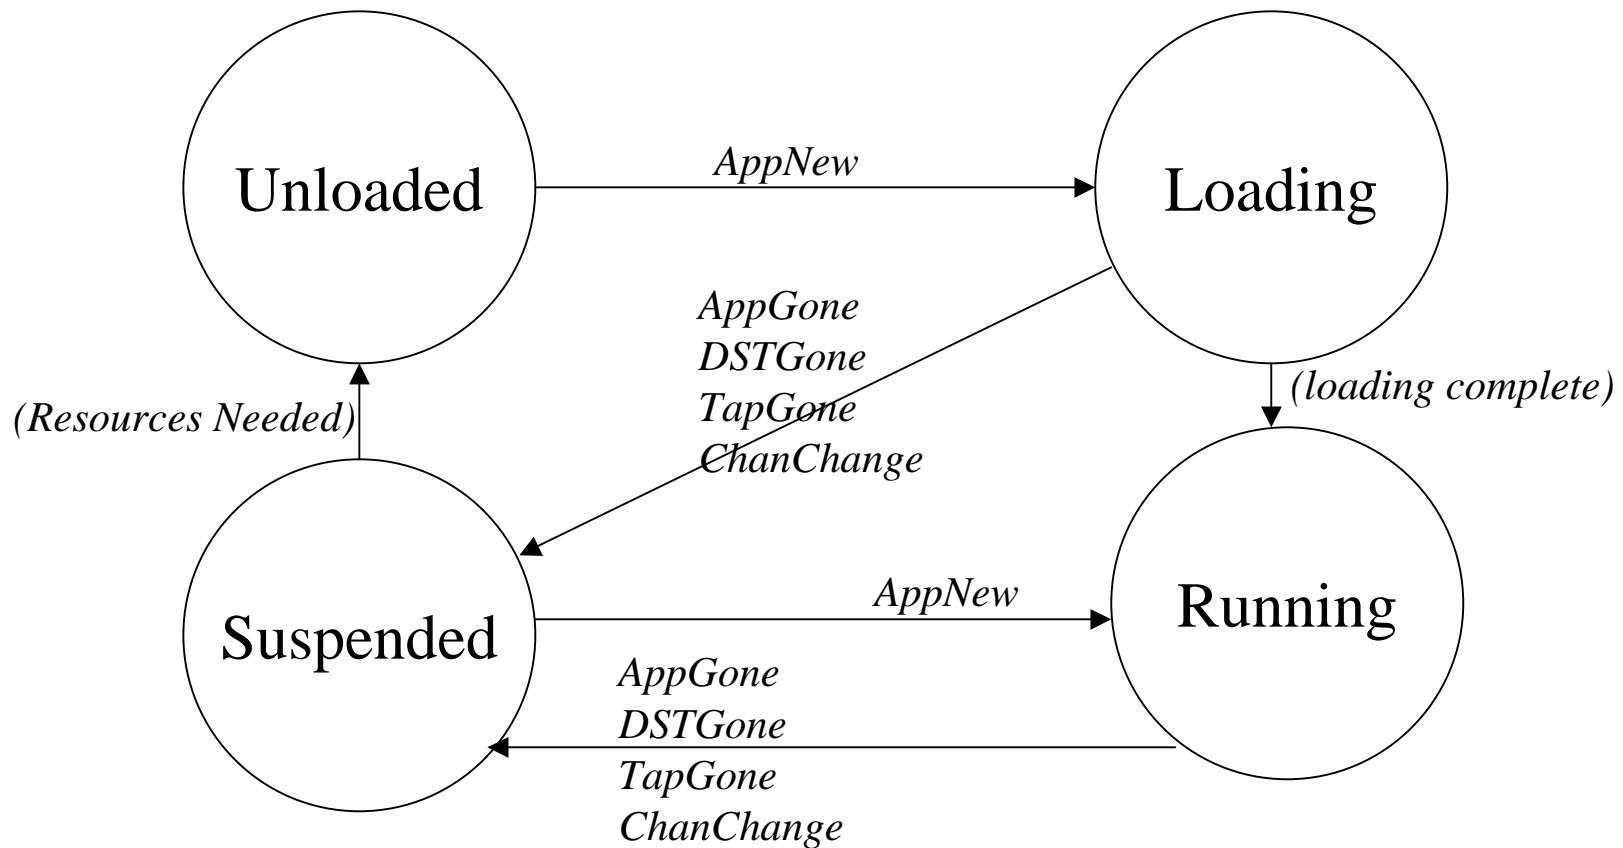 Unloaded
AppNew
Loading
AppGone
DSTGone
TapGone
ChanChange
(loading complete)
(Resources Needed)
AppNew
Running
Suspended
AppGone
DSTGone
TapGone
ChanChange